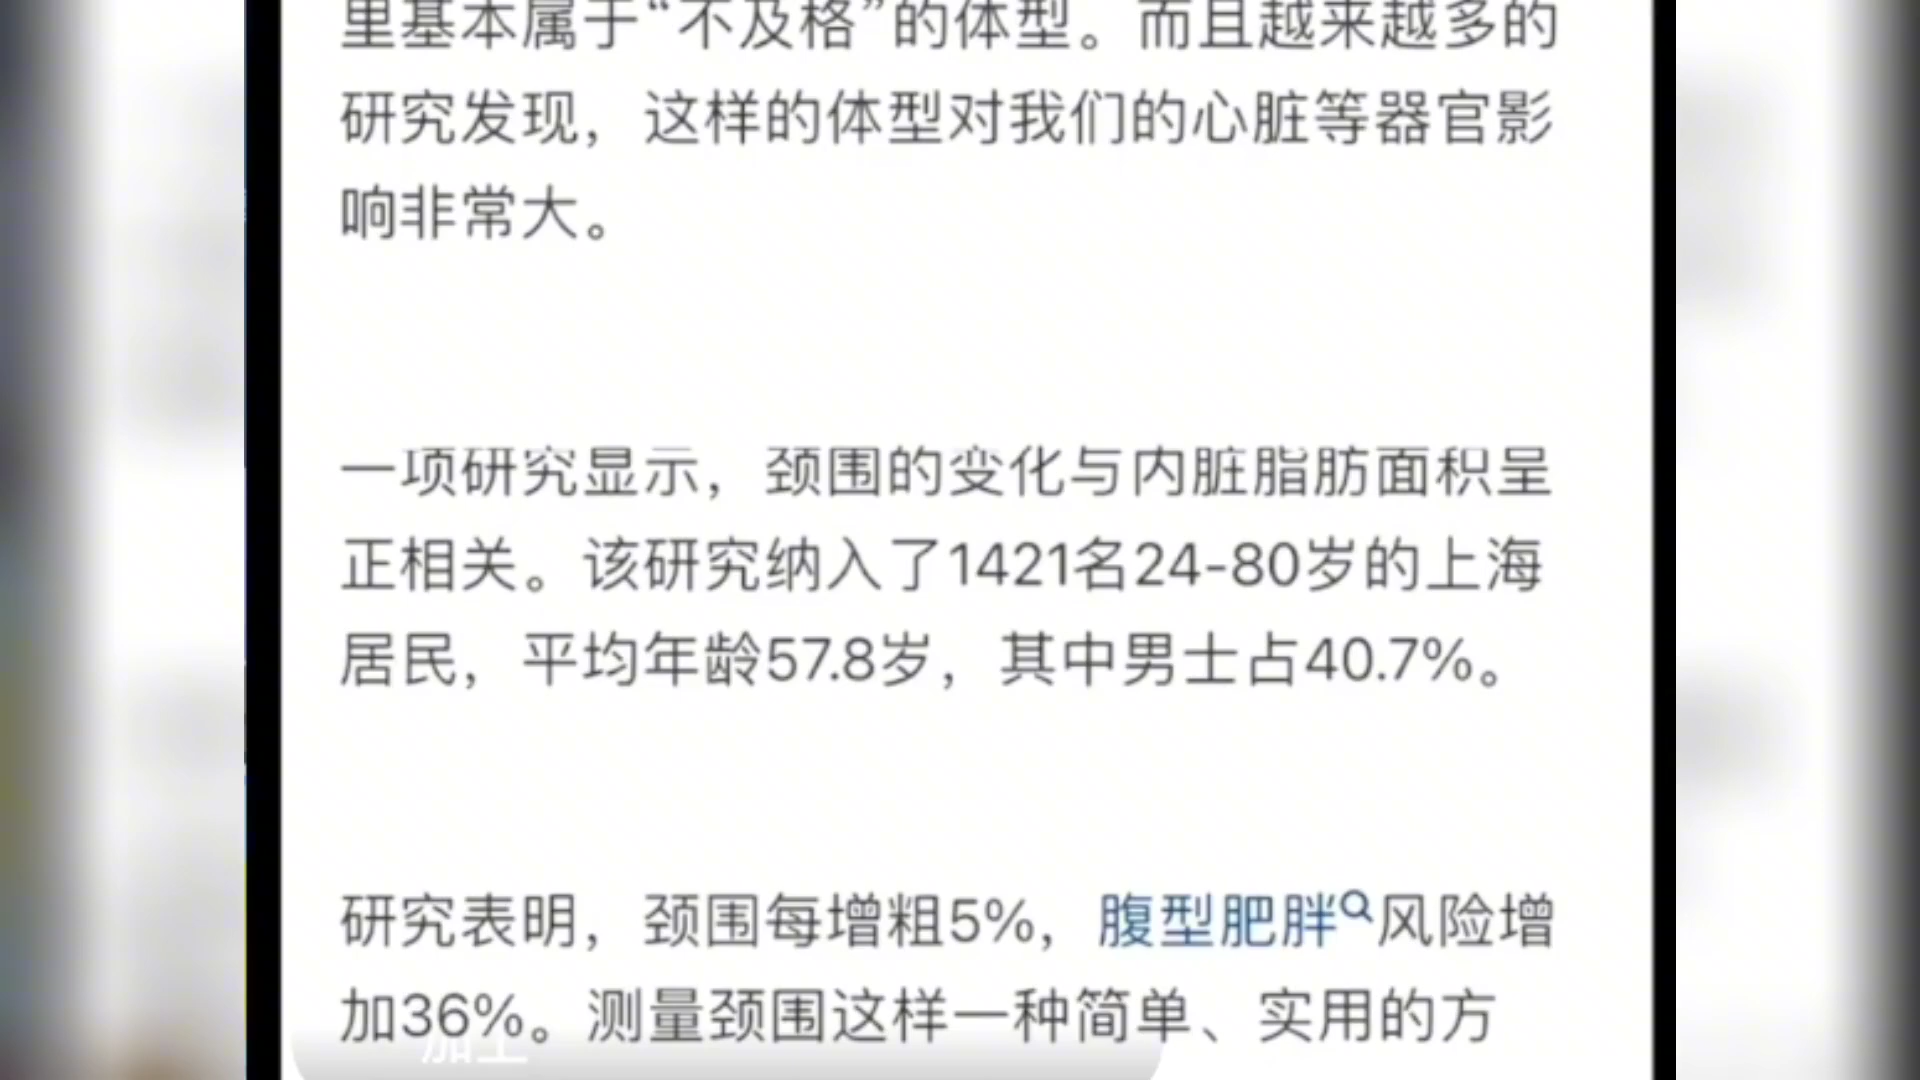 里基本属于“不及格”的体型。而且越来越多的
研究发现，这样的体型对我们的心脏等器官影
响非常大。
一项研究显示，颈围的变化与内脏脂肪面积呈
正相关。该研究纳入了1421名24-80岁的上海
居民，平均年龄57.8岁，其中男士占40.7%。
研究表明，颈围每增粗5%，腹型肥胖风险增
加36%。测量颈围这样一种简单、实用的方